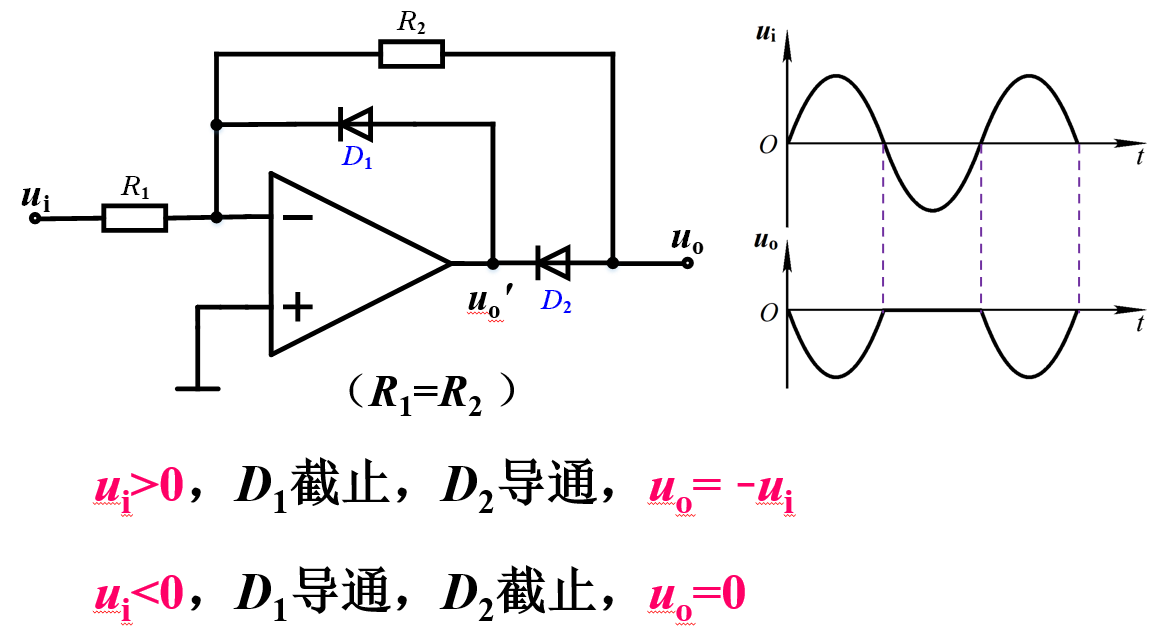 R₂
D₁
uᵢ
R₁
−
+
uₒ′
D₂
uₒ
（R₁=R₂ ）
uᵢ
O
t
uₒ
O
t
uᵢ>0，D₁截止，D₂导通，uₒ= -uᵢ
uᵢ<0，D₁导通，D₂截止，uₒ=0